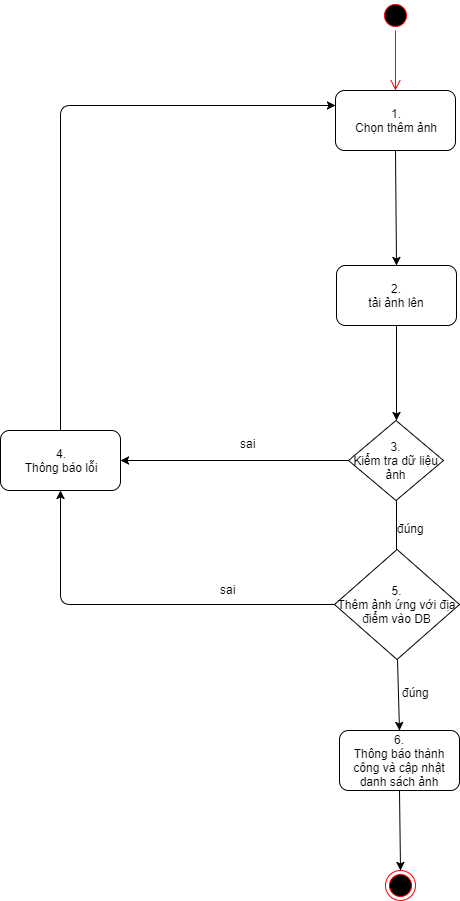 1.
Chọn thêm ảnh
2.
tải ảnh lên
3.
Kiểm tra dữ liệu
ảnh
sai
4.
Thông báo lỗi
đúng
5.
Thêm ảnh ứng với địa
điểm vào DB
sai
đúng
6.
Thông báo thành
công và cập nhật
danh sách ảnh